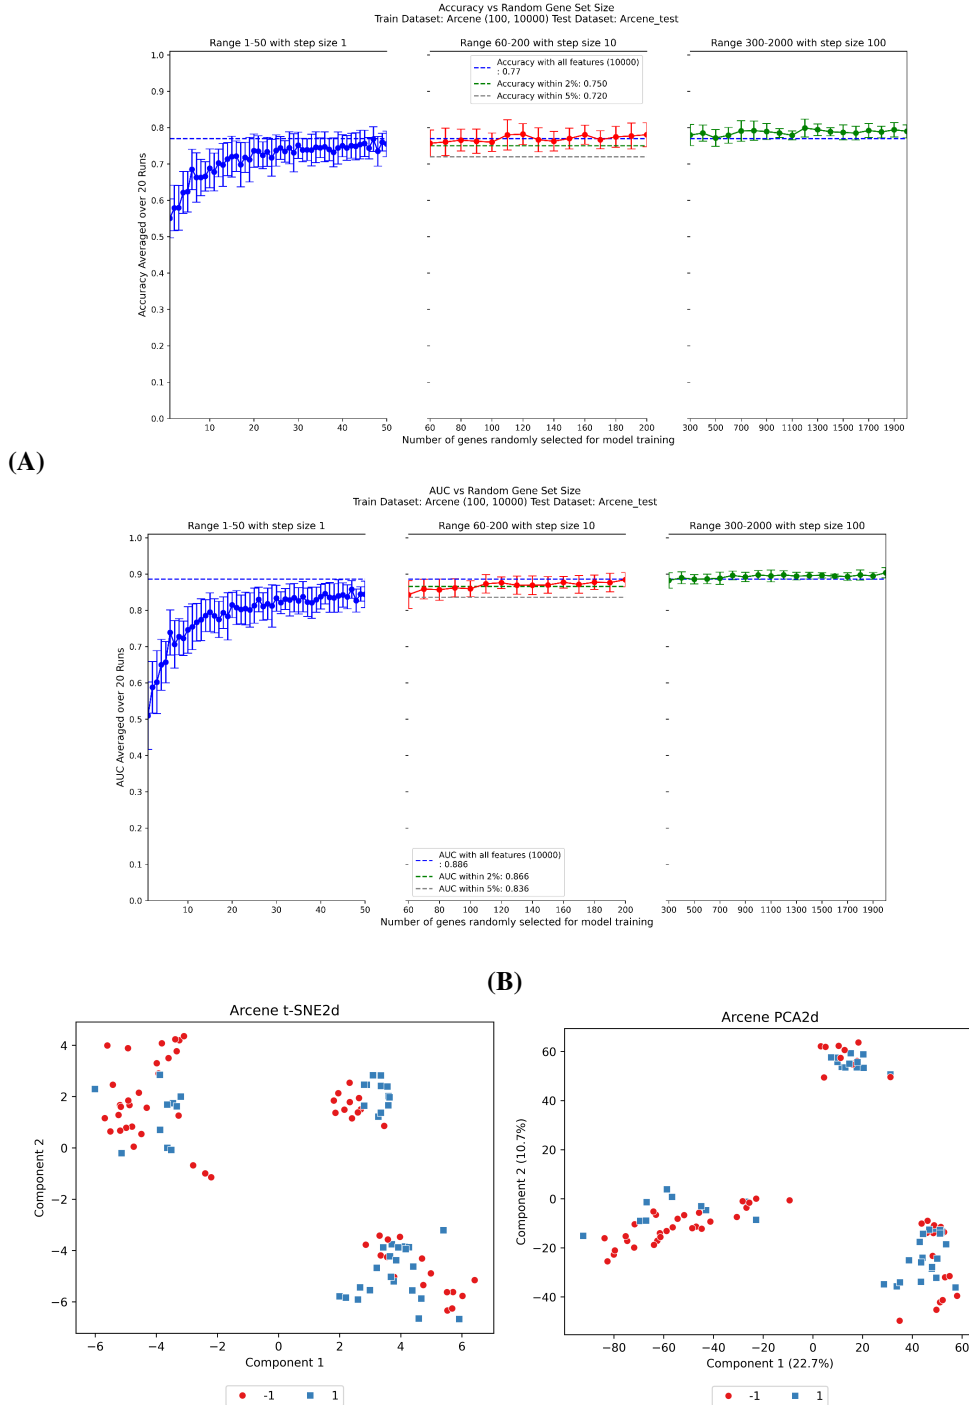 Accuracy vs Random Gene Set Size
Train Dataset: Arcene (100, 10000) Test Dataset: Arcene_test
Range 1-50 with step size 1
Range 60-200 with step size 10
Range 300-2000 with step size 100
Accuracy with all features (10000)
: 0.77
Accuracy within 2%: 0.750
Accuracy within 5%: 0.720
Accuracy Averaged over 20 Runs
1.0
0.9
0.8
0.7
0.6
0.5
0.4
0.3
0.2
0.1
0.0
10 20 30 40 50
60 80 100 120 140 160 180 200
300 500 700 900 1100 1300 1500 1700 1900
Number of genes randomly selected for model training
(A)
AUC vs Random Gene Set Size
Train Dataset: Arcene (100, 10000) Test Dataset: Arcene_test
Range 1-50 with step size 1
Range 60-200 with step size 10
Range 300-2000 with step size 100
AUC Averaged over 20 Runs
1.0
0.9
0.8
0.7
0.6
0.5
0.4
0.3
0.2
0.1
0.0
AUC with all features (10000)
: 0.886
AUC within 2%: 0.866
AUC within 5%: 0.836
10 20 30 40 50
60 80 100 120 140 160 180 200
300 500 700 900 1100 1300 1500 1700 1900
Number of genes randomly selected for model training
(B)
Arcene t-SNE2d
Component 2
4
2
0
−2
−4
−6
−6 −4 −2 0 2 4 6
Component 1
-1 1
Arcene PCA2d
Component 2 (10.7%)
60
40
20
0
−20
−40
−80 −60 −40 −20 0 20 40 60
Component 1 (22.7%)
-1 1